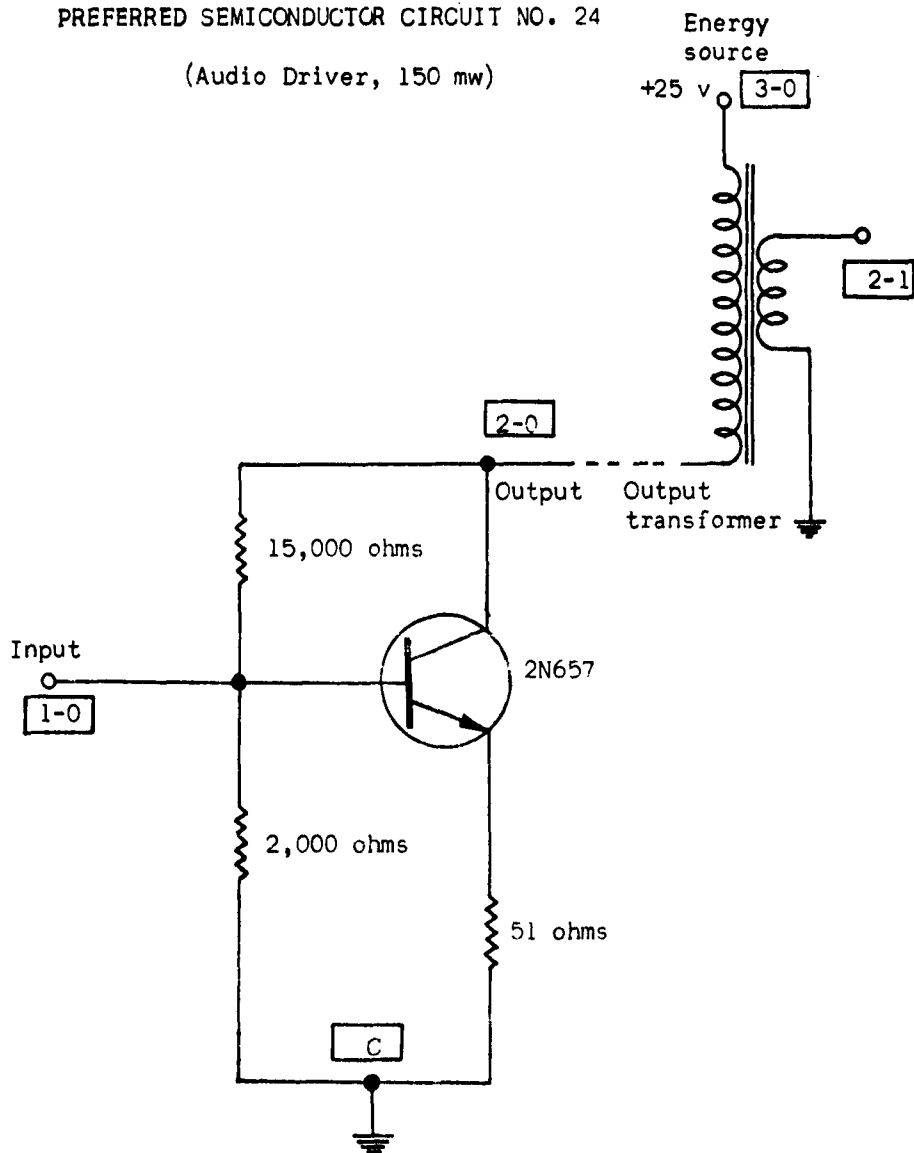 PREFERRED SEMICONDUCTOR CIRCUIT NO. 24
(Audio Driver, 150 mw)
Energy
source
+25 v
3-0
2-1
2-0
Output
Output
transformer
15,000 ohms
Input
1-0
2N657
2,000 ohms
51 ohms
C